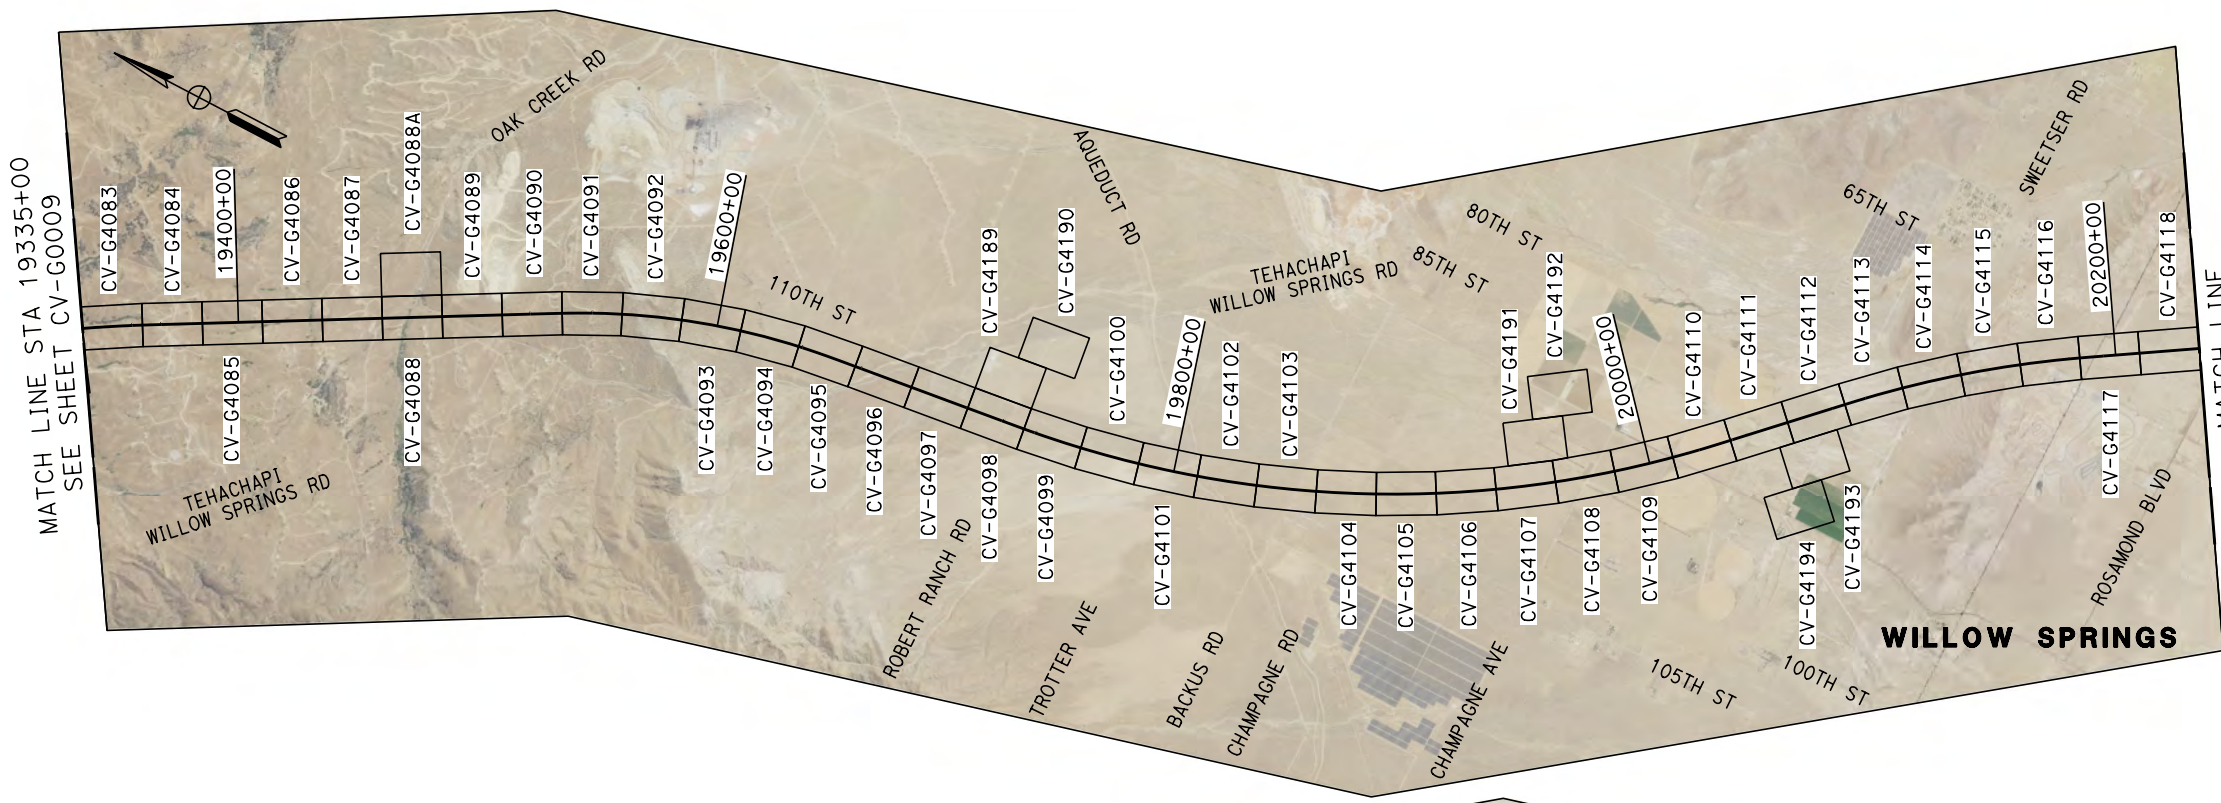 MATCH LINE STA 19335+00
SEE SHEET CV-G0009
CV-G4083
CV-G4084
19400+00
CV-G4086
CV-G4087
CV-G4088A
OAK CREEK RD
CV-G4089
CV-G4090
CV-G4091
CV-G4092
19600+00
110TH ST
CV-G4189
CV-G4190
AQUEDUCT RD
CV-G4100
19800+00
CV-G4102
CV-G4103
TEHACHAPI
WILLOW SPRINGS RD
80TH ST
85TH ST
CV-G4191
CV-G4192
20000+00
CV-G4110
CV-G4111
CV-G4112
CV-G4113
65TH ST
CV-G4114
CV-G4115
CV-G4116
SWEETSER RD
20200+00
CV-G4118
MATCH LINE
CV-G4085
TEHACHAPI
WILLOW SPRINGS RD
CV-G4088
CV-G4093
CV-G4094
CV-G4095
CV-G4096
CV-G4097
CV-G4098
CV-G4099
CV-G4101
ROBERT RANCH RD
TROTTER AVE
BACKUS RD
CHAMPAGNE RD
CV-G4104
CV-G4105
CV-G4106
CV-G4107
CV-G4108
CV-G4109
CHAMPAGNE AVE
105TH ST
100TH ST
CV-G4194
CV-G4193
CV-G4117
ROSAMOND BLVD
WILLOW SPRINGS